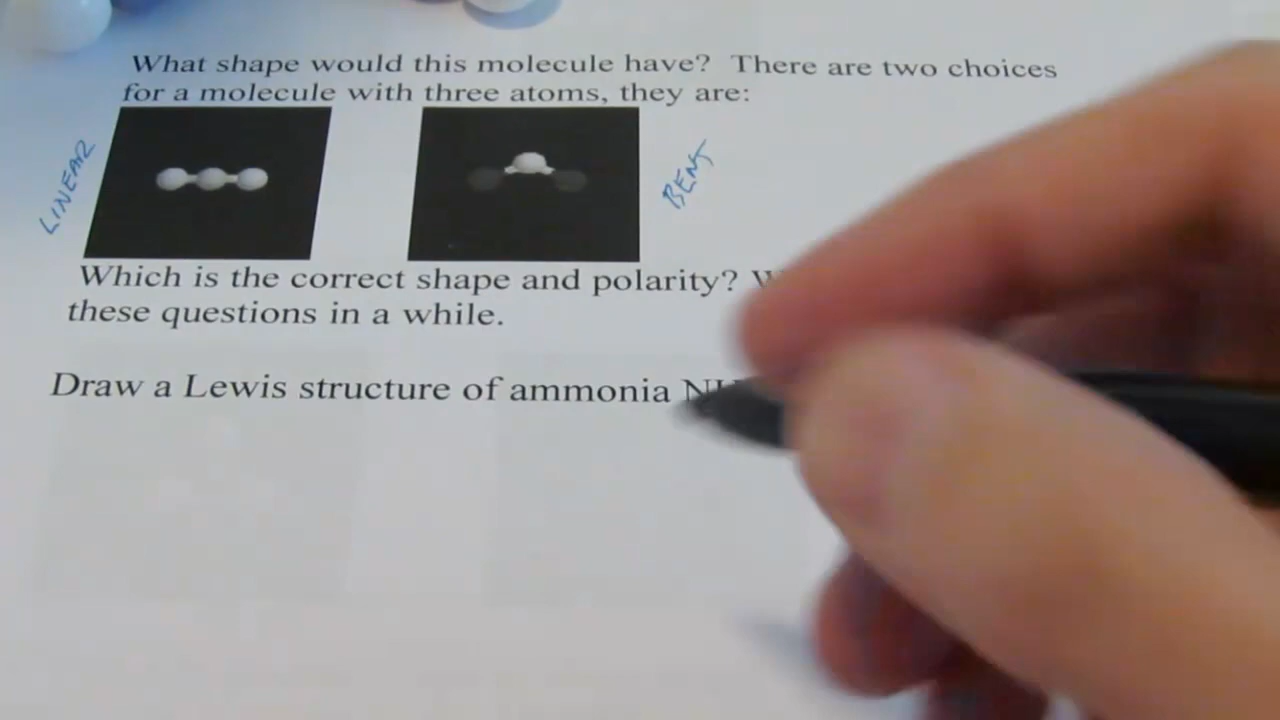 What shape would this molecule have? There are two choices
for a molecule with three atoms, they are:
LINEAR
BENT
Which is the correct shape and polarity?
these questions in a while.
Draw a Lewis structure of ammonia